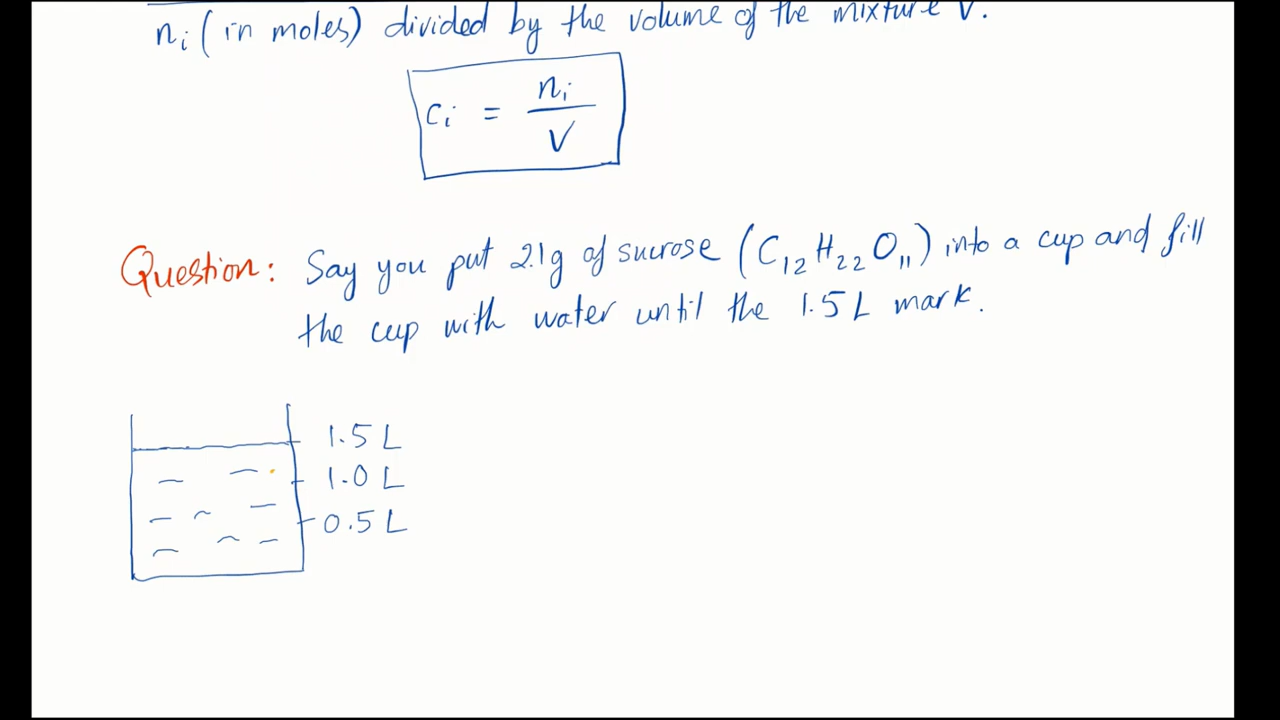 nᵢ (in moles) divided by the volume of the mixture V.
cᵢ = nᵢ / V
Question: Say you put 2.1g of sucrose (C₁₂H₂₂O₁₁) into a cup and fill
the cup with water until the 1.5 L mark.
1.5 L
1.0 L
0.5 L